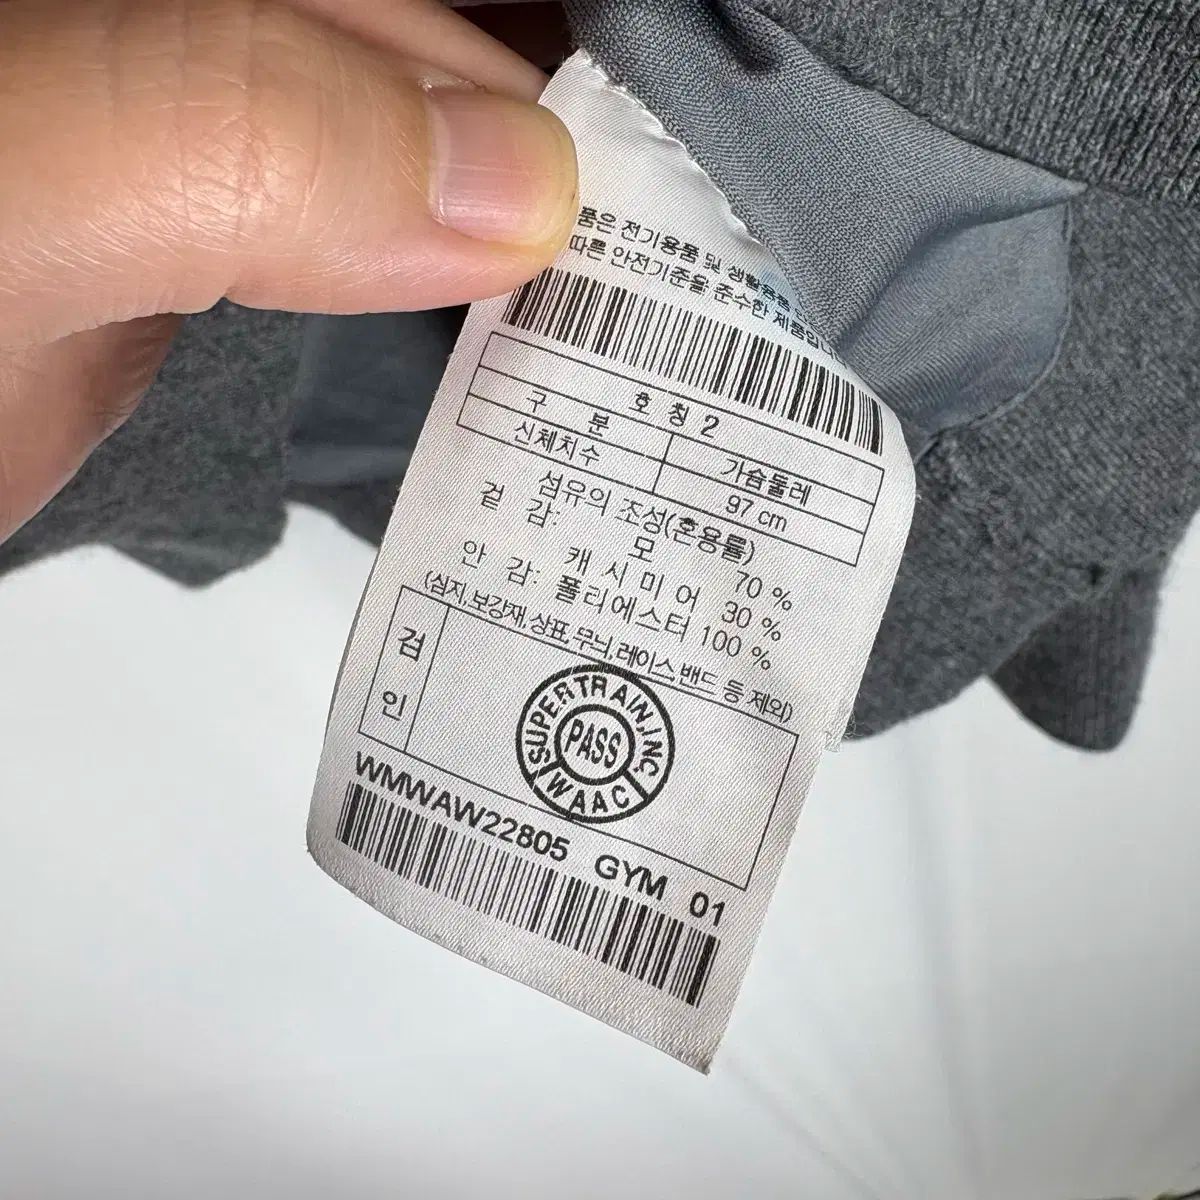 품은 전기용품 및 생활용품
따른 안전기준을 준수한 제품입니
호 칭 2
구 분 가슴둘레
신체치수 97 cm
섬유의 조성(혼용률)
겉 감: 모 70 %
캐 시 미 어 30 %
안 감: 폴리에스터 100 %
(심지,보강재,상표,무늬,레이스,밴드 등 제외)
검
인
SUPERTRAIN,INC
PASS
WAAC
WMWAW22805 GYM 01